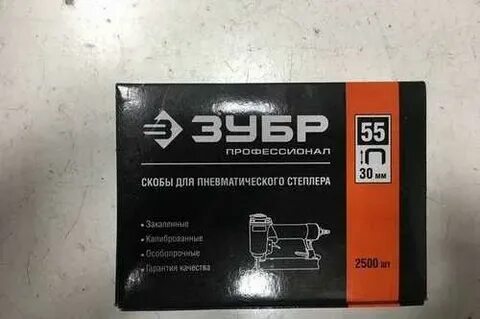 ЗУБР
ПРОФЕССИОНАЛ
СКОБЫ ДЛЯ ПНЕВМАТИЧЕСКОГО СТЕПЛЕРА
• Закаленные
• Калиброванные
• Особопрочные
• Гарантия качества
55
30 мм
2500 шт